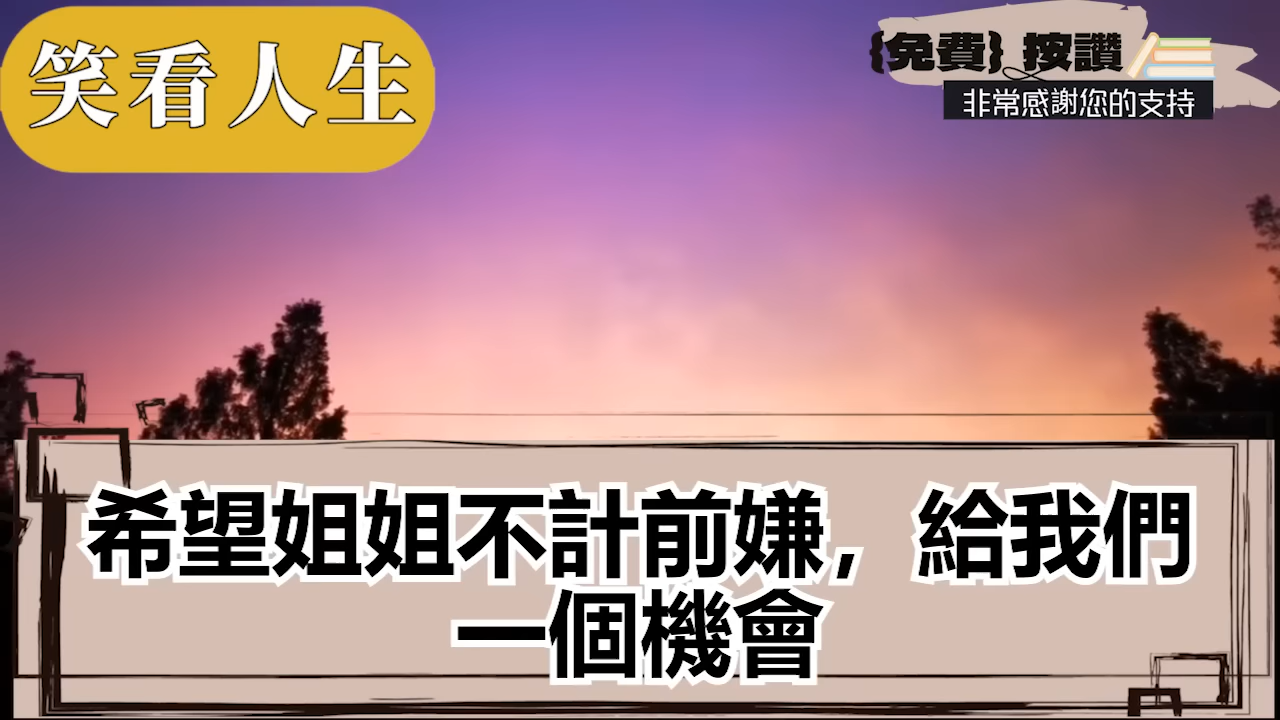 笑看人生
{免費} 按讚
非常感謝您的支持
希望姐姐不計前嫌，給我們
一個機會